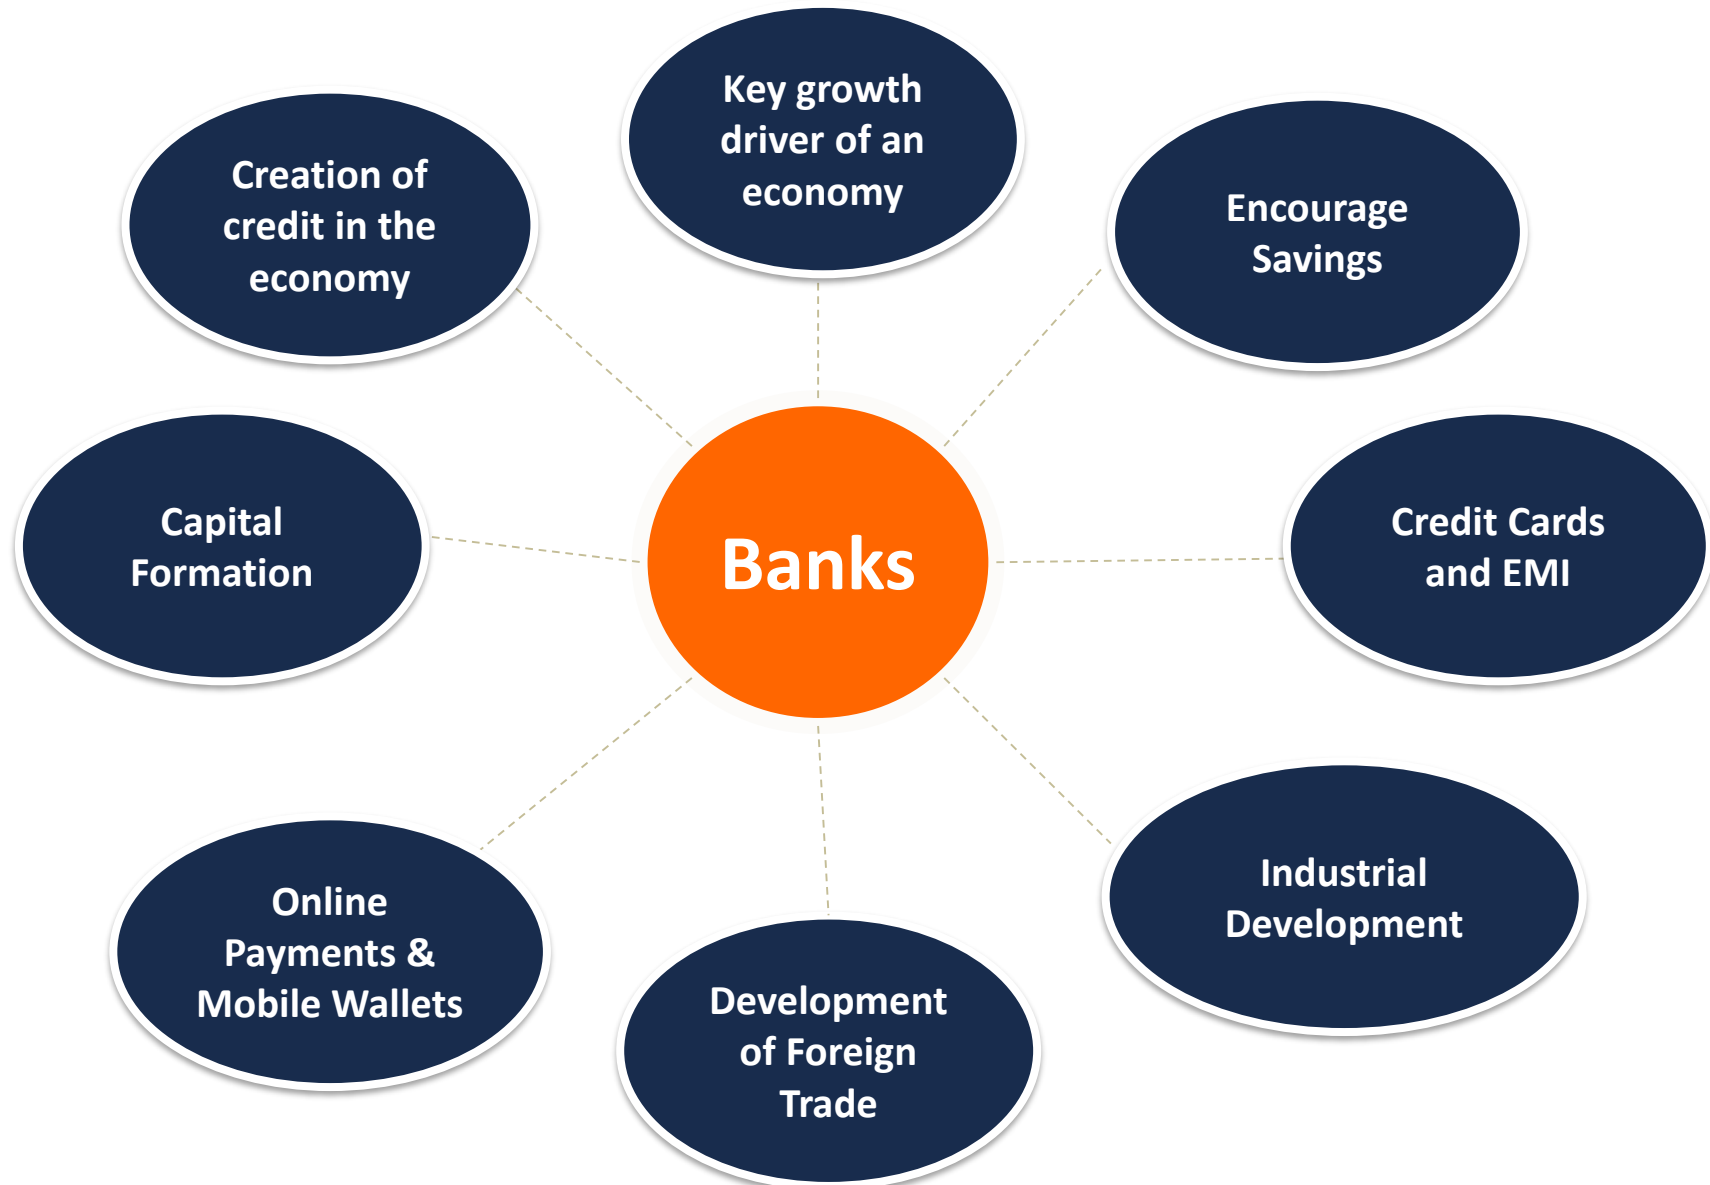 Key growth
driver of an
economy
Creation of
credit in the
economy
Encourage
Savings
Capital
Formation
Banks
Credit Cards
and EMI
Online
Payments &
Mobile Wallets
Development
of Foreign
Trade
Industrial
Development